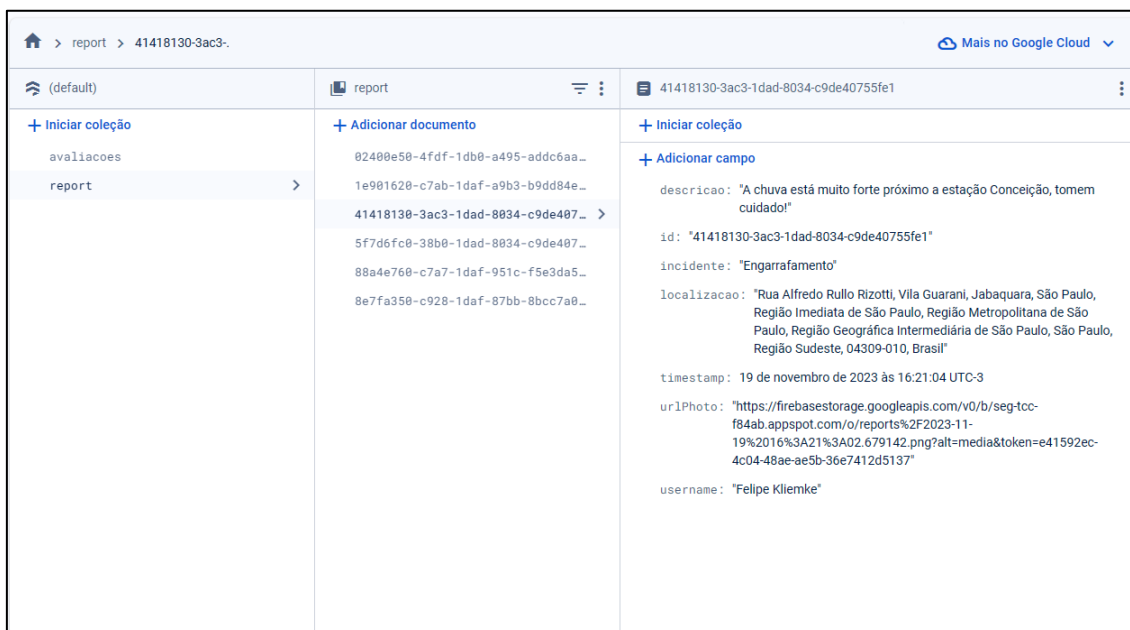 report
41418130-3ac3-.
Mais no Google Cloud
(default)
report
41418130-3ac3-1dad-8034-c9de40755fe1
Iniciar coleção
Adicionar documento
Iniciar coleção
avaliacoes
report
02400e50-4fdf-1db0-a495-addc6aa…
1e901620-c7ab-1daf-a9b3-b9dd84e…
41418130-3ac3-1dad-8034-c9de407…
5f7d6fc0-38b0-1dad-8034-c9de407…
88a4e760-c7a7-1daf-951c-f5e3da5…
8e7fa350-c928-1daf-87bb-8bcc7a0…
Adicionar campo
descricao: "A chuva está muito forte próximo a estação Conceição, tomem
cuidado!"
id: "41418130-3ac3-1dad-8034-c9de40755fe1"
incidente: "Engarrafamento"
localizacao: "Rua Alfredo Rullo Rizotti, Vila Guarani, Jabaquara, São Paulo,
Região Imediata de São Paulo, Região Metropolitana de São
Paulo, Região Geográfica Intermediária de São Paulo, São Paulo,
Região Sudeste, 04309-010, Brasil"
timestamp: 19 de novembro de 2023 às 16:21:04 UTC-3
urlPhoto: "https://firebasestorage.googleapis.com/v0/b/seg-tcc-
f84ab.appspot.com/o/reports%2F2023-11-
19%2016%3A21%3A02.679142.png?alt=media&token=e41592ec-
4c04-48ae-ae5b-36e7412d5137"
username: "Felipe Kliemke"